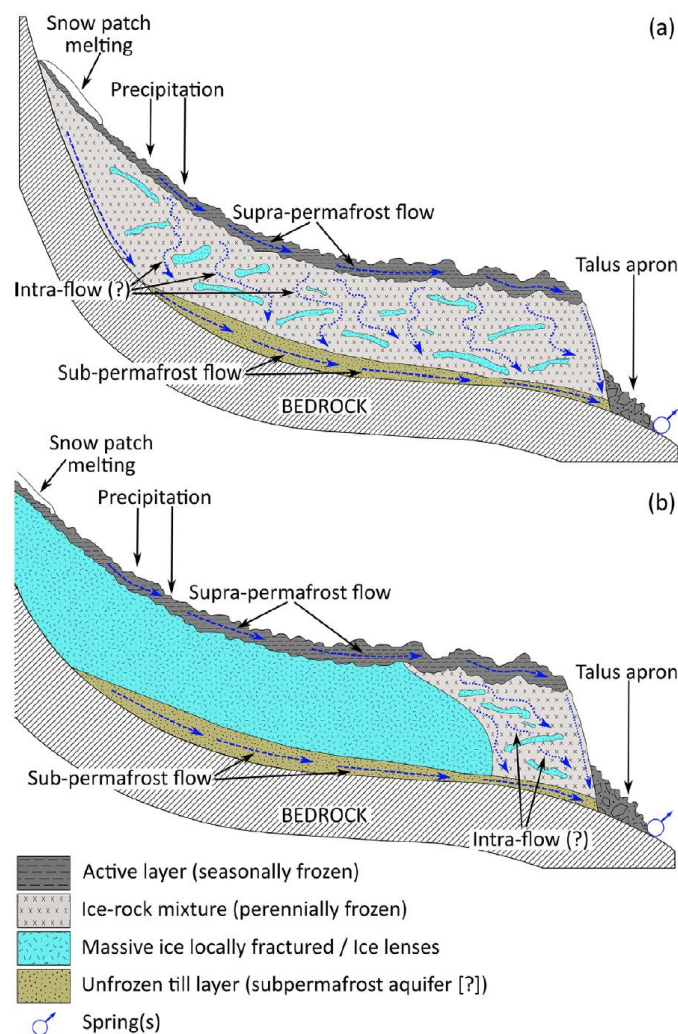 Snow patch
melting
(a)
Precipitation
Supra-permafrost flow
Talus apron
Intra-flow (?)
Sub-permafrost flow
BEDROCK
Snow patch
melting
(b)
Precipitation
Supra-permafrost flow
Talus apron
Sub-permafrost flow
BEDROCK
Intra-flow (?)
Active layer (seasonally frozen)
Ice-rock mixture (perennially frozen)
Massive ice locally fractured / Ice lenses
Unfrozen till layer (subpermafrost aquifer [?])
Spring(s)